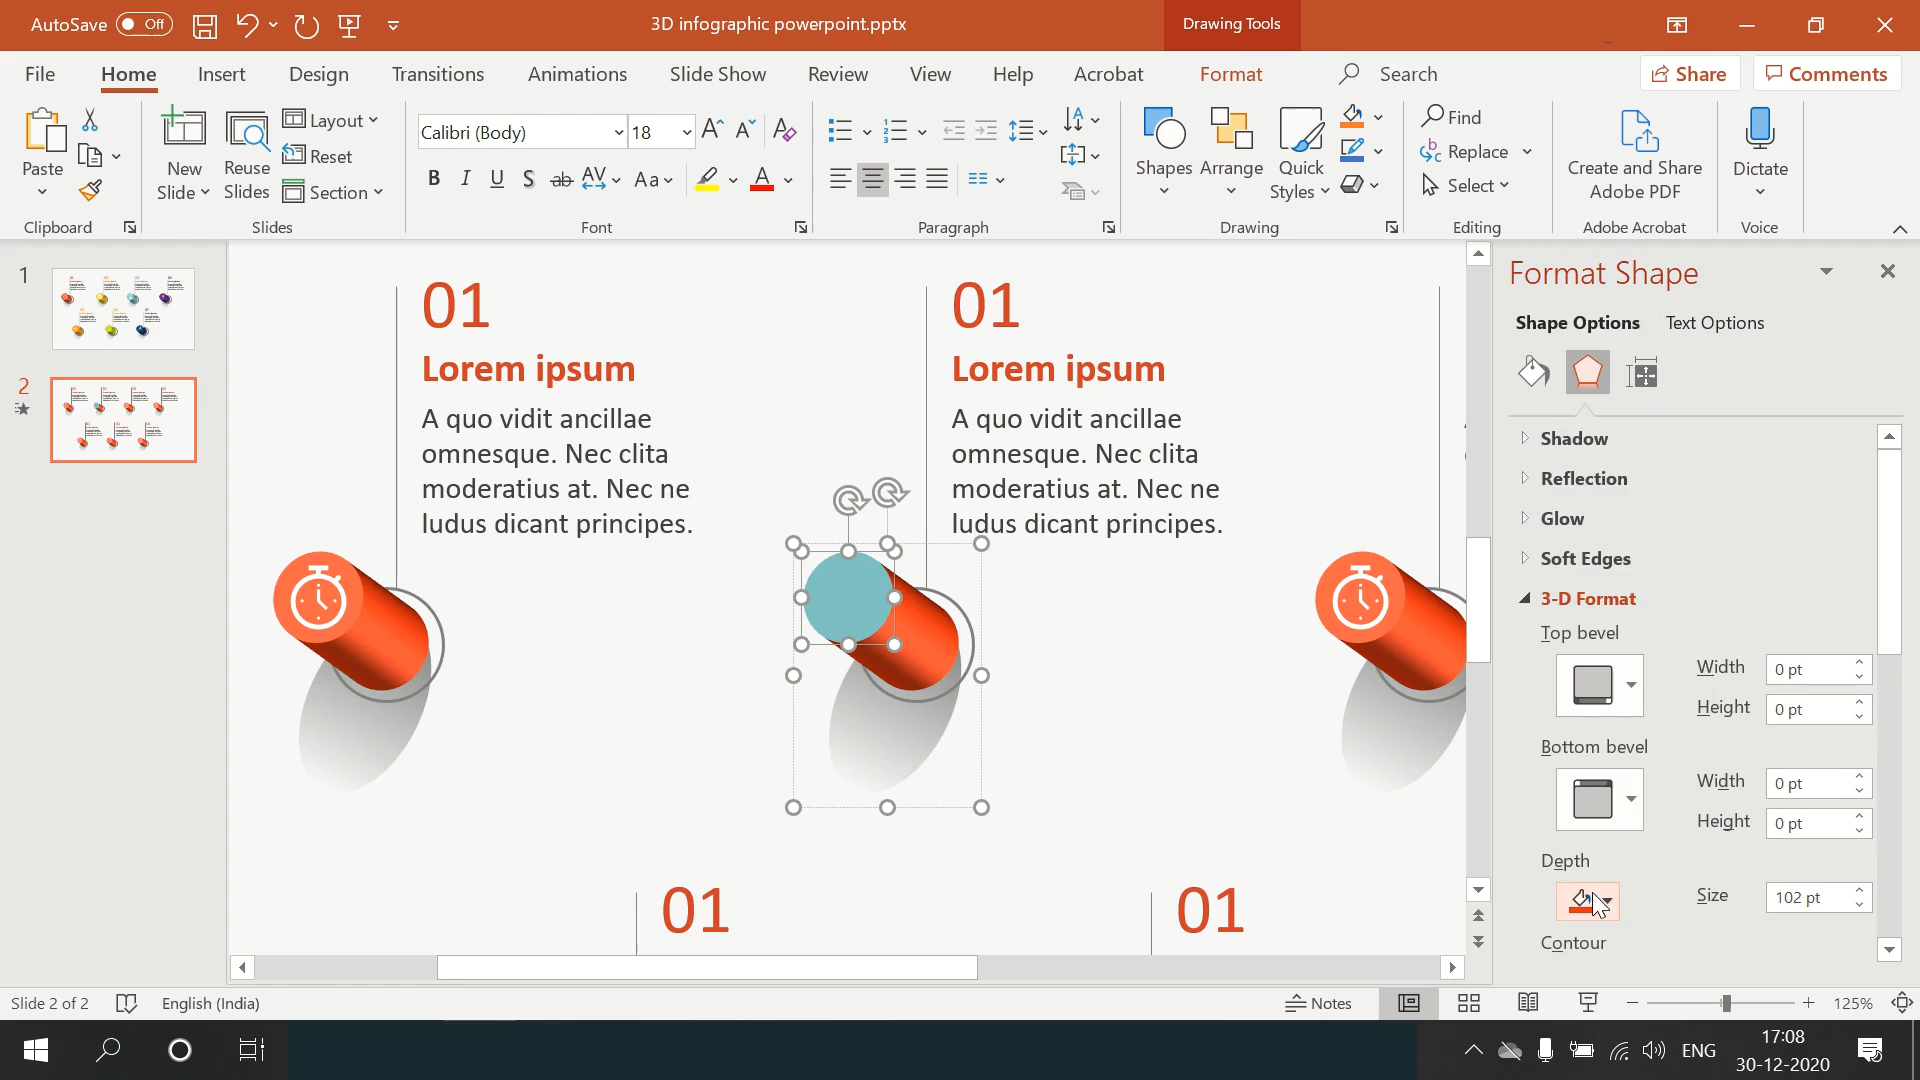 AutoSave Off
3D infographic powerpoint.pptx
Drawing Tools
File Home Insert Design Transitions Animations Slide Show Review View Help Acrobat Format Search
Share Comments
Paste
Clipboard
New
Slide
Reuse
Slides
Layout
Reset
Section
Slides
Calibri (Body) 18
B I U S ab AV Aa A
Font
Paragraph
Shapes Arrange Quick
Styles
Drawing
Find
Replace
Select
Editing
Create and Share
Adobe PDF
Adobe Acrobat
Dictate
Voice
1
2
01
Lorem ipsum
A quo vidit ancillae
omnesque. Nec clita
moderatius at. Nec ne
ludus dicant principes.
01
Lorem ipsum
A quo vidit ancillae
omnesque. Nec clita
moderatius at. Nec ne
ludus dicant principes.
01
01
Format Shape
Shape Options Text Options
Shadow
Reflection
Glow
Soft Edges
3-D Format
Top bevel
Width 0 pt
Height 0 pt
Bottom bevel
Width 0 pt
Height 0 pt
Depth
Size 102 pt
Contour
Slide 2 of 2 English (India)
Notes
125%
ENG
17:08
30-12-2020